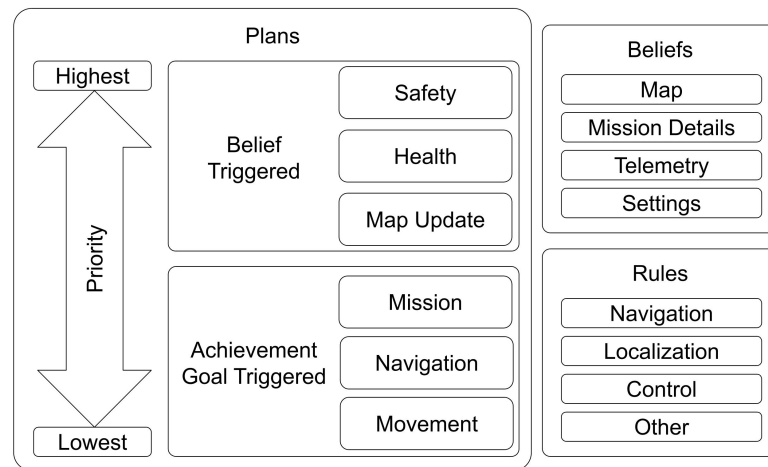 Plans
Highest
Priority
Lowest
Belief
Triggered
Safety
Health
Map Update
Achievement
Goal Triggered
Mission
Navigation
Movement
Beliefs
Map
Mission Details
Telemetry
Settings
Rules
Navigation
Localization
Control
Other